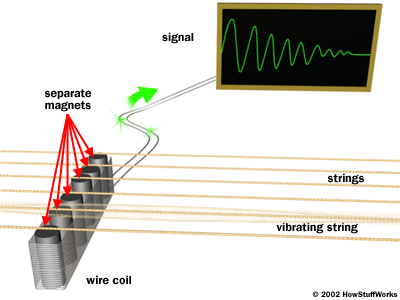 signal
separate
magnets
strings
vibrating string
wire coil
© 2002 HowStuffWorks